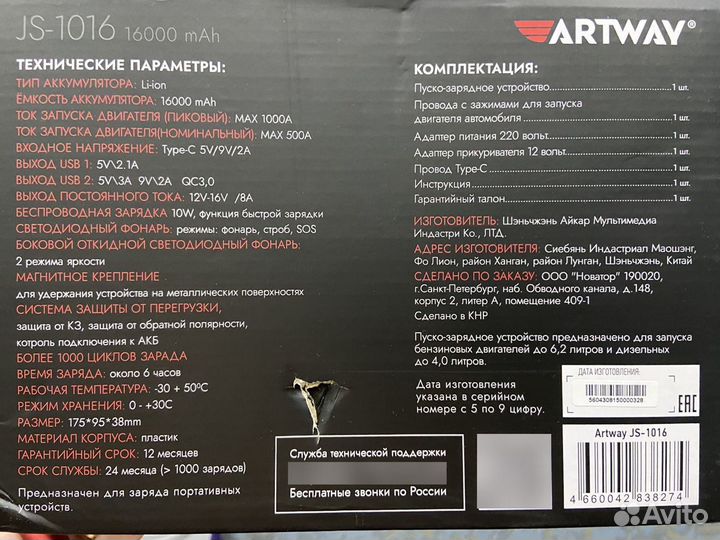 JS-1016 16000 mAh
ТЕХНИЧЕСКИЕ ПАРАМЕТРЫ:
ТИП АККУМУЛЯТОРА: Li-ion
ЁМКОСТЬ АККУМУЛЯТОРА: 16000 mAh
ТОК ЗАПУСКА ДВИГАТЕЛЯ (ПИКОВЫЙ): MAX 1000A
ТОК ЗАПУСКА ДВИГАТЕЛЯ(НОМИНАЛЬНЫЙ) MAX 500A
ВХОДНОЕ НАПРЯЖЕНИЕ: Type-C 5V/9V/2A
ВЫХОД USB 1: 5V\2.1A
ВЫХОД USB 2: 5V\3A 9V\2A QC3,0
ВЫХОД ПОСТОЯННОГО ТОКА: 12V-16V /8A
БЕСПРОВОДНАЯ ЗАРЯДКА 10W, функция быстрой зарядки
СВЕТОДИОДНЫЙ ФОНАРЬ: режимы: фонарь, строб, SOS
БОКОВОЙ ОТКИДНОЙ СВЕТОДИОДНЫЙ ФОНАРЬ:
2 режима яркости
МАГНИТНОЕ КРЕПЛЕНИЕ
для удержания устройства на металлических поверхностях
СИСТЕМА ЗАЩИТЫ ОТ ПЕРЕГРУЗКИ,
защита от КЗ, защита от обратной полярности,
контроль подключения к АКБ
БОЛЕЕ 1000 ЦИКЛОВ ЗАРАДА
ВРЕМЯ ЗАРЯДА: около 6 часов
РАБОЧАЯ ТЕМПЕРАТУРА: -30 + 50°C
РЕЖИМ ХРАНЕНИЯ: 0 - +30C
РАЗМЕР: 175*95*38mm
МАТЕРИАЛ КОРПУСА: пластик
ГАРАНТИЙНЫЙ СРОК: 12 месяцев
СРОК СЛУЖБЫ: 24 месяца (> 1000 зарядов)
Предназначен для заряда портативных
устройств.
ARTWAY®
КОМПЛЕКТАЦИЯ:
Пуско-зарядное устройство 1 шт.
Провода с зажимами для запуска
двигателя автомобиля 1 шт.
Адаптер питания 220 вольт 1 шт.
Адаптер прикуривателя 12 вольт 1 шт.
Провод Type-C 1 шт.
Инструкция 1 шт.
Гарантийный талон 1 шт.
ИЗГОТОВИТЕЛЬ: Шэньчжэнь Айкар Мультимедиа
Индастри Ко., ЛТД.
АДРЕС ИЗГОТОВИТЕЛЯ: Сиебянь Индастриал Маошэнг,
Фо Лион, район Ханган, район Лунган, Шэньчжэнь, Китай
СДЕЛАНО ПО ЗАКАЗУ: ООО "Новатор" 190020,
г.Санкт-Петербург, наб. Обводного канала, д.148,
корпус 2, литер А, помещение 409-1
Сделано в КНР
Пуско-зарядное устройство предназначено для запуска
бензиновых двигателей до 6,2 литров и дизельных
до 4,0 литров.
Дата изготовления
указана в серийном
номере с 5 по 9 цифру.
ДАТА ИЗГОТОВЛЕНИЯ:
5604308150000328
EAC
Служба технической поддержки
Бесплатные звонки по России
Artway JS-1016
4 660042 838274
Avito